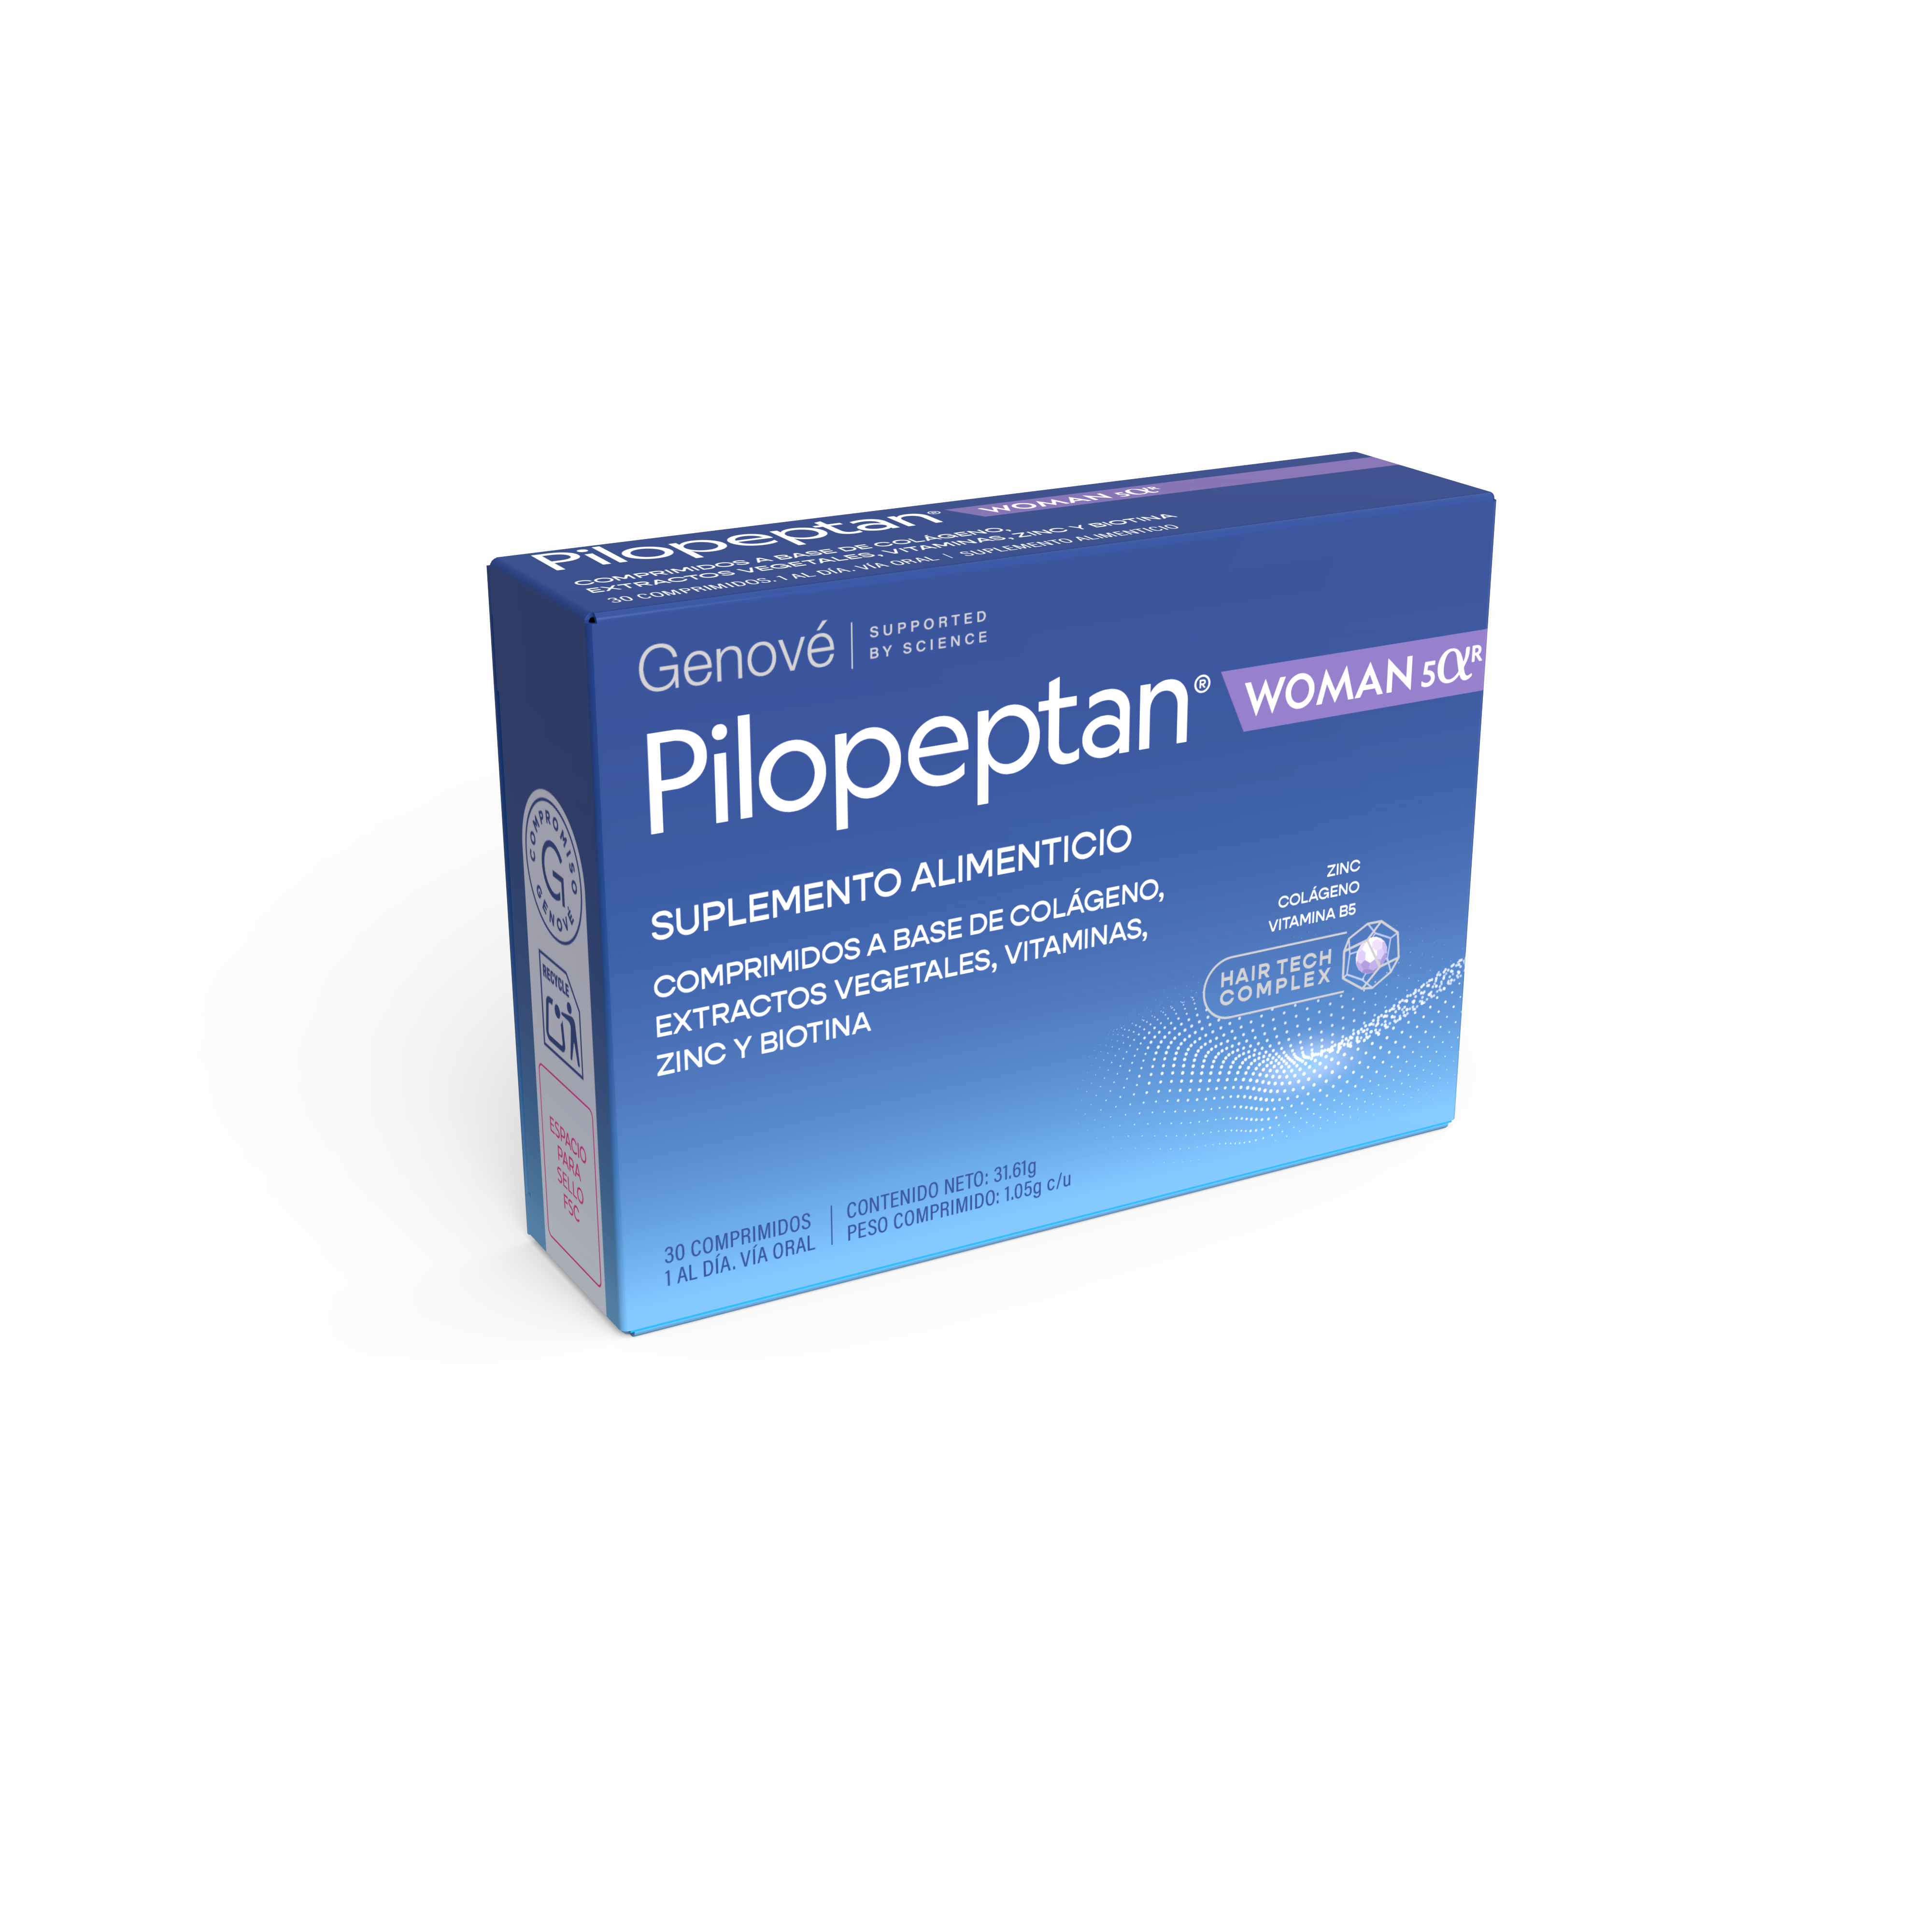 Pilopeptan® WOMAN 5αR
COMPRIMIDOS A BASE DE COLÁGENO,
EXTRACTOS VEGETALES, VITAMINAS, ZINC Y BIOTINA
30 COMPRIMIDOS. 1 AL DÍA. VÍA ORAL | SUPLEMENTO ALIMENTICIO
Genové
SUPPORTED
BY SCIENCE
Pilopeptan® WOMAN 5αR
SUPLEMENTO ALIMENTICIO
COMPRIMIDOS A BASE DE COLÁGENO,
EXTRACTOS VEGETALES, VITAMINAS,
ZINC Y BIOTINA
ZINC
COLÁGENO
VITAMINA B5
HAIR TECH
COMPLEX
30 COMPRIMIDOS
1 AL DÍA. VÍA ORAL
CONTENIDO NETO: 31.61g
PESO COMPRIMIDO: 1.05g c/u
COMPROMISO
G
GENOVÉ
RECYCLE
ESPACIO
PARA
SELLO
FSC